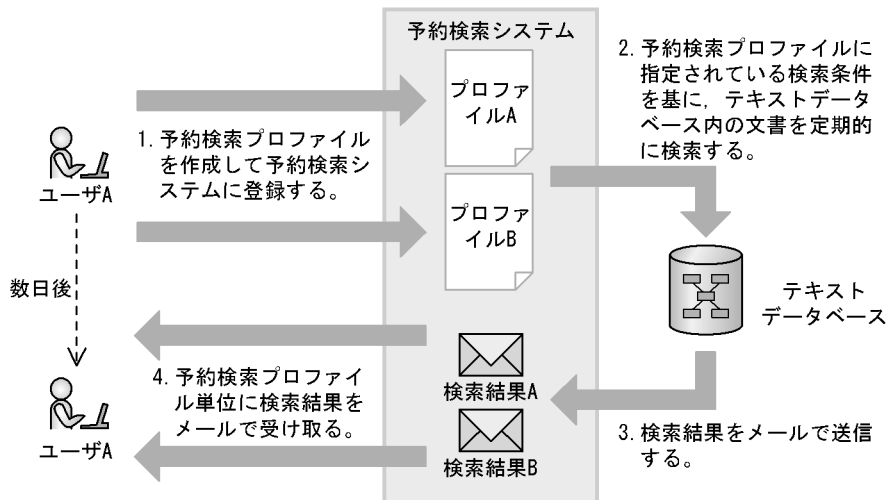 予約検索システム
プロファ
イルA
1. 予約検索プロファイル
を作成して予約検索シ
ステムに登録する。
2. 予約検索プロファイルに
指定されている検索条件
を基に，テキストデータ
ベース内の文書を定期的
に検索する。
ユーザA
プロファ
イルB
数日後
テキスト
データベース
4. 予約検索プロファイ
ル単位に検索結果を
メールで受け取る。
検索結果A
ユーザA
検索結果B
3. 検索結果をメールで送信
する。